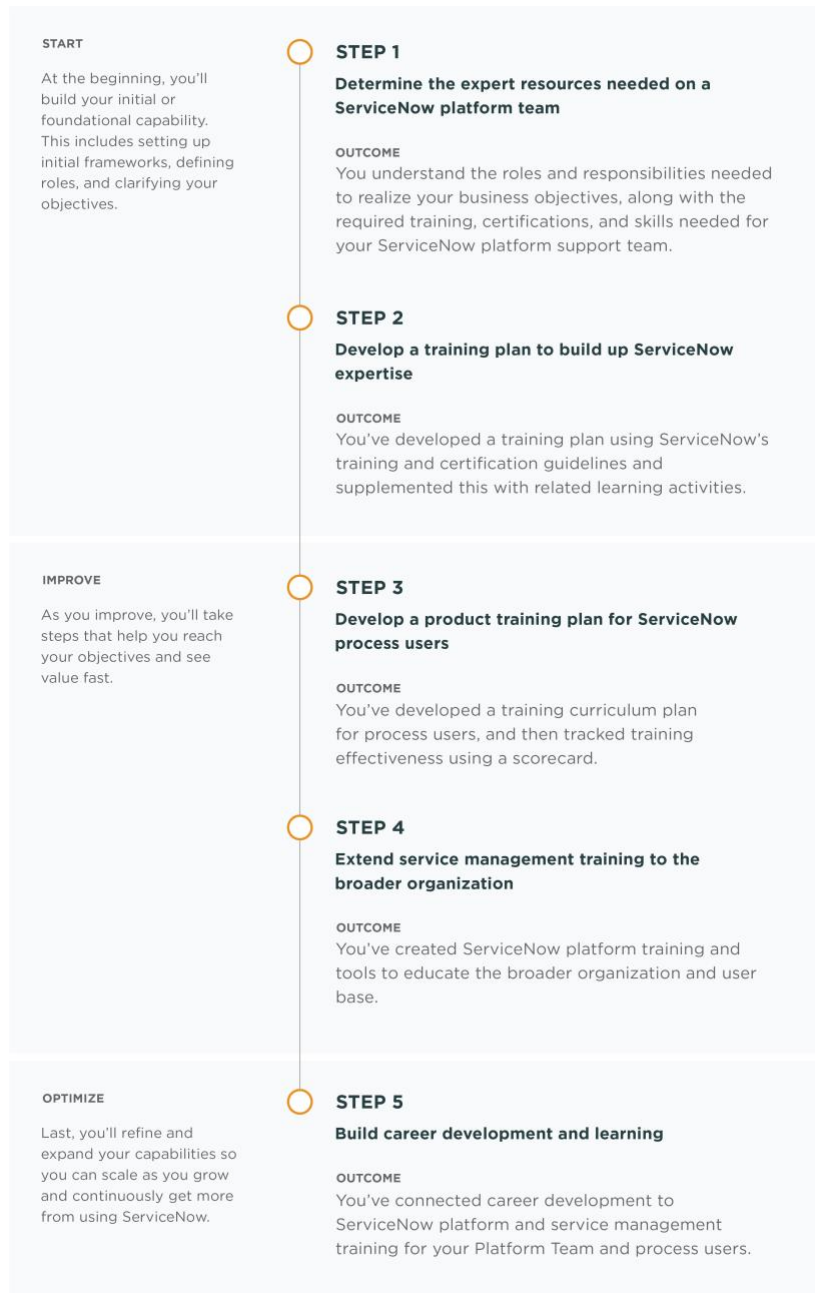 START
At the beginning, you’ll
build your initial or
foundational capability.
This includes setting up
initial frameworks, defining
roles, and clarifying your
objectives.
STEP 1
Determine the expert resources needed on a
ServiceNow platform team
OUTCOME
You understand the roles and responsibilities needed
to realize your business objectives, along with the
required training, certifications, and skills needed for
your ServiceNow platform support team.
STEP 2
Develop a training plan to build up ServiceNow
expertise
OUTCOME
You’ve developed a training plan using ServiceNow’s
training and certification guidelines and
supplemented this with related learning activities.
IMPROVE
As you improve, you’ll take
steps that help you reach
your objectives and see
value fast.
STEP 3
Develop a product training plan for ServiceNow
process users
OUTCOME
You’ve developed a training curriculum plan
for process users, and then tracked training
effectiveness using a scorecard.
STEP 4
Extend service management training to the
broader organization
OUTCOME
You’ve created ServiceNow platform training and
tools to educate the broader organization and user
base.
OPTIMIZE
Last, you’ll refine and
expand your capabilities so
you can scale as you grow
and continuously get more
from using ServiceNow.
STEP 5
Build career development and learning
OUTCOME
You’ve connected career development to
ServiceNow platform and service management
training for your Platform Team and process users.